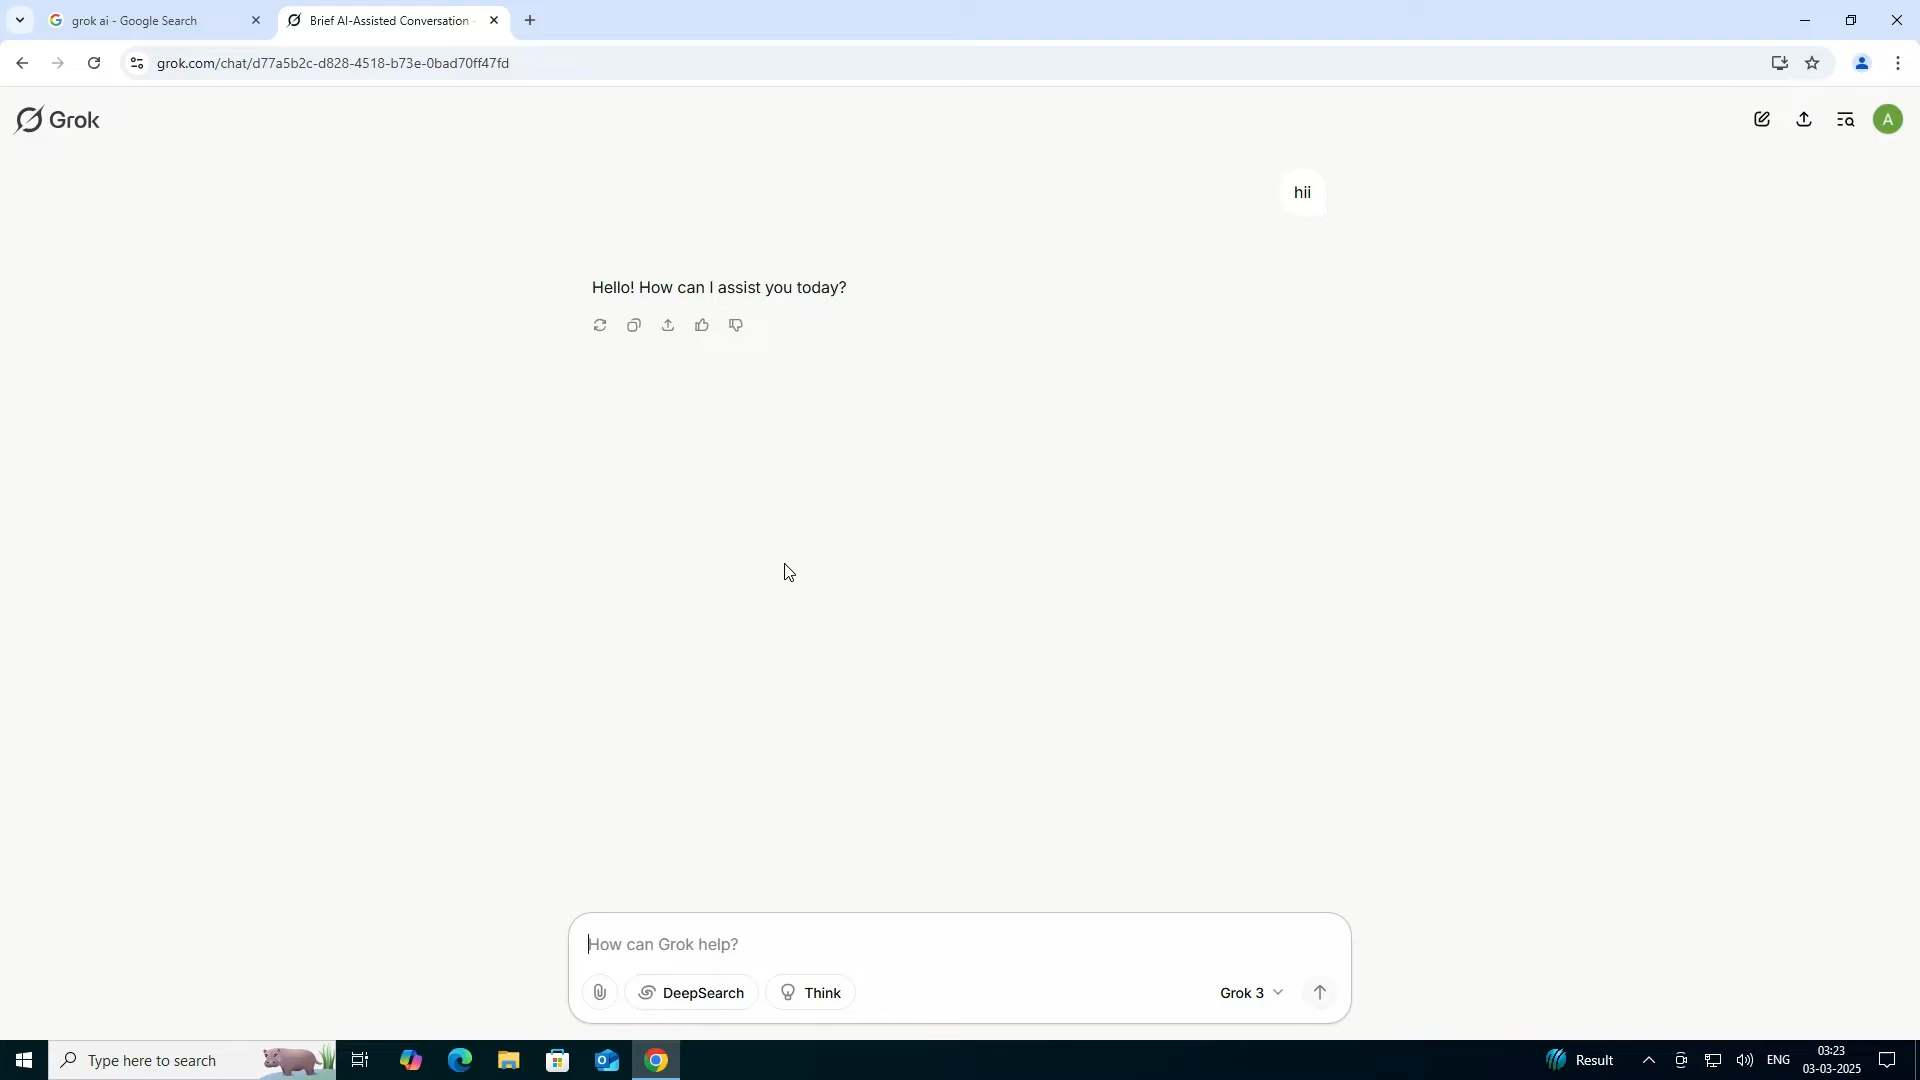 grok ai - Google Search
Brief AI-Assisted Conversation -
grok.com/chat/d77a5b2c-d828-4518-b73e-0bad70ff47fd
Grok
A
hii
Hello! How can I assist you today?
How can Grok help?
DeepSearch
Think
Grok 3
Type here to search
Result
ENG
03:23
03-03-2025